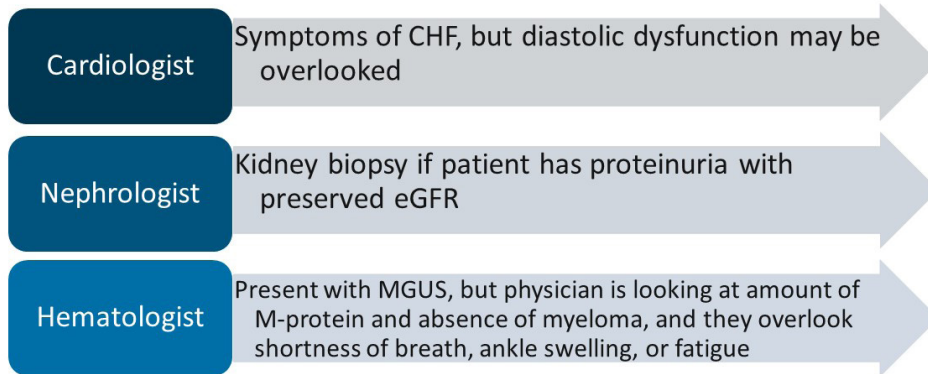 Cardiologist
Symptoms of CHF, but diastolic dysfunction may be
overlooked
Nephrologist
Kidney biopsy if patient has proteinuria with
preserved eGFR
Hematologist
Present with MGUS, but physician is looking at amount of
M-protein and absence of myeloma, and they overlook
shortness of breath, ankle swelling, or fatigue